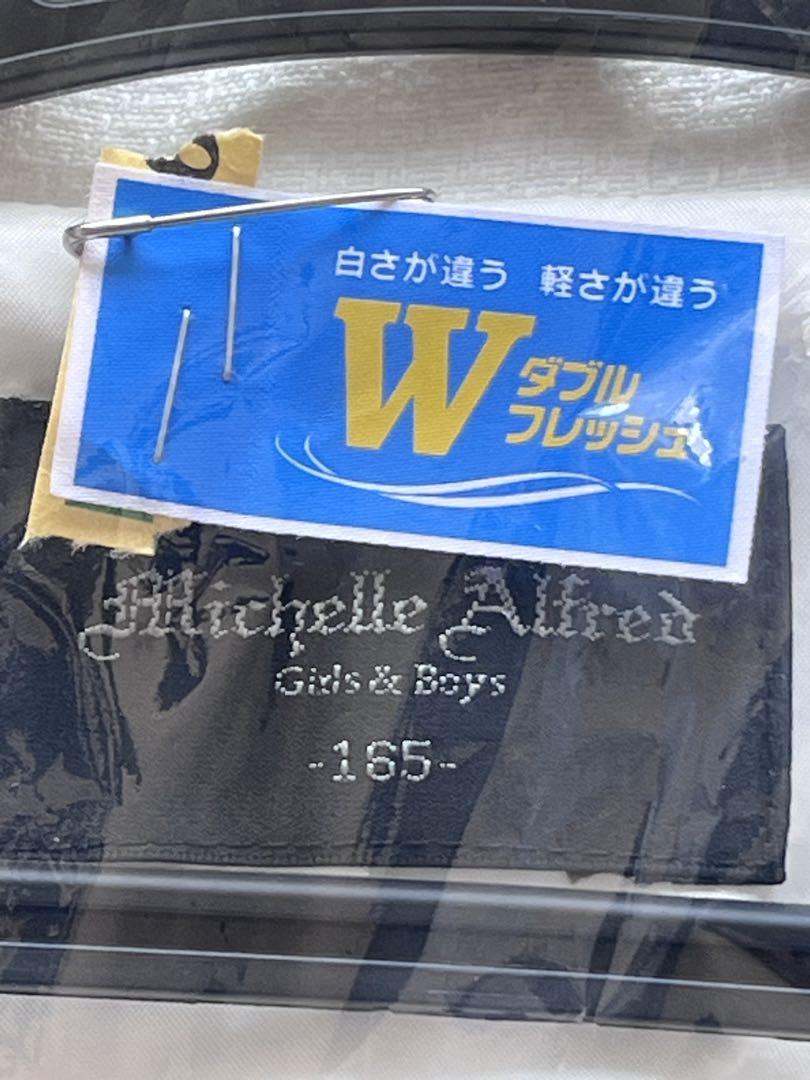 白さが違う 軽さが違う
W ダブル
フレッシュ
Michelle Alfred
Girls & Boys
-165-